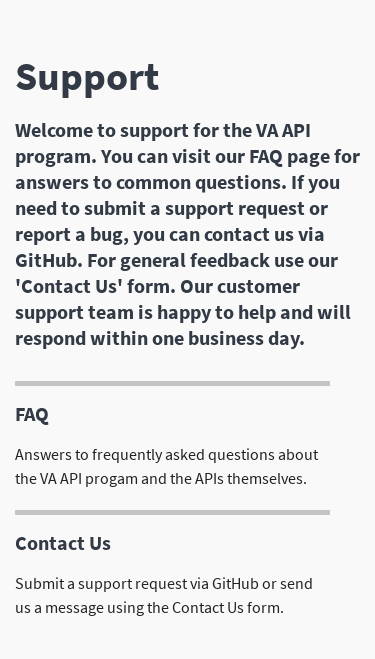 Support
Welcome to support for the VA API
program. You can visit our FAQ page for
answers to common questions. If you
need to submit a support request or
report a bug, you can contact us via
GitHub. For general feedback use our
'Contact Us' form. Our customer
support team is happy to help and will
respond within one business day.
FAQ
Answers to frequently asked questions about
the VA API progam and the APIs themselves.
Contact Us
Submit a support request via GitHub or send
us a message using the Contact Us form.